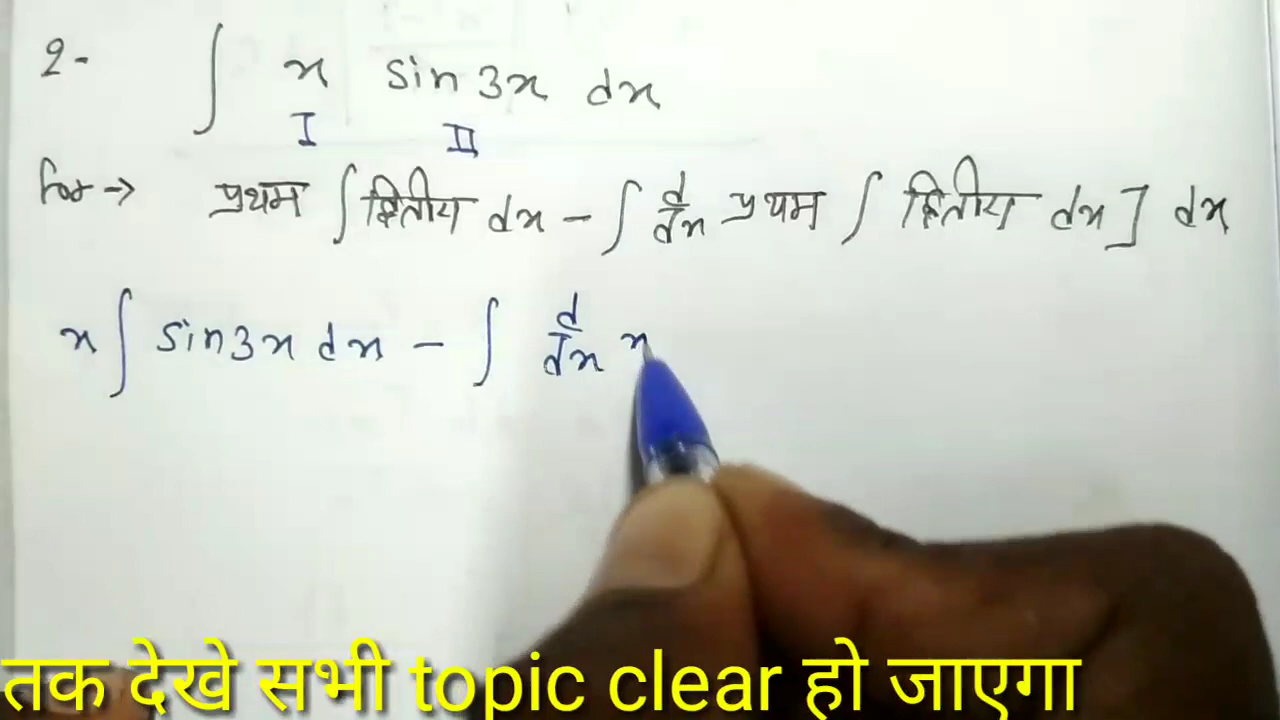 2- ∫ x sin 3x dx
I II
for → प्रथम ∫ द्वितीय dx - ∫ d/dx प्रथम ∫ द्वितीय dx] dx
x ∫ sin 3x dx - ∫ d/dx x
तक देखे सभी topic clear हो जाएगा